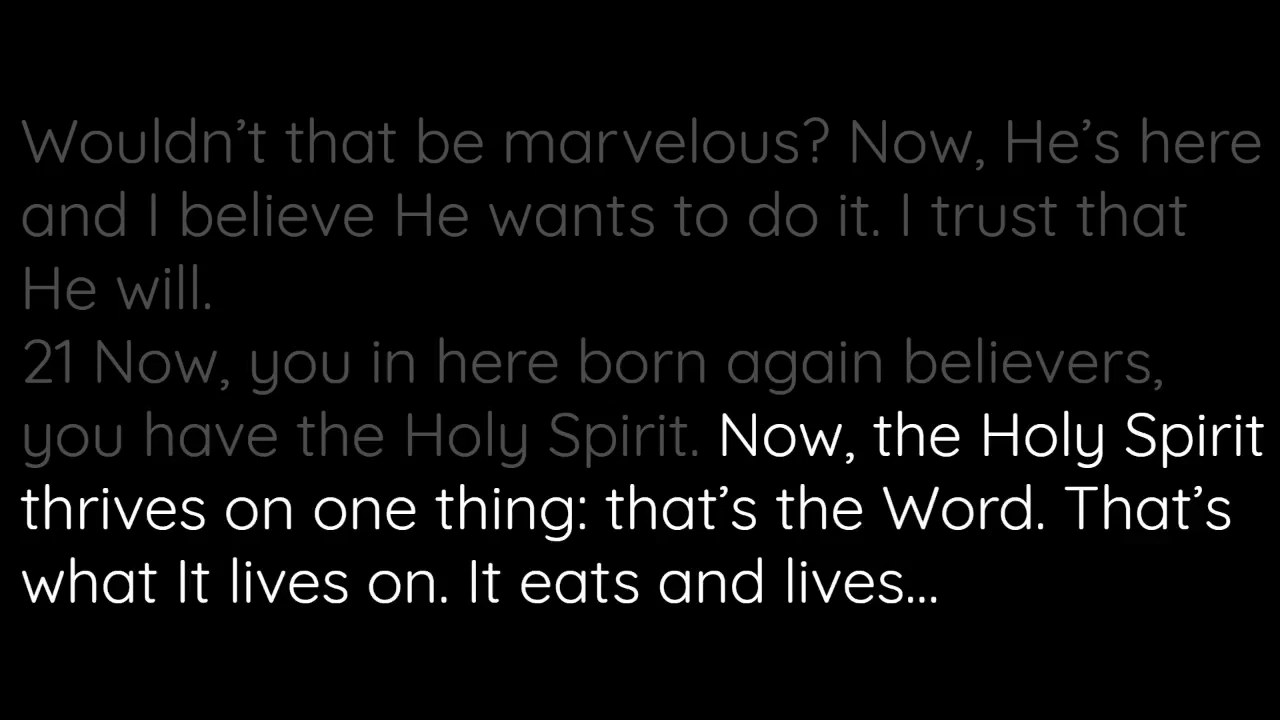 Wouldn’t that be marvelous? Now, He’s here
and I believe He wants to do it. I trust that
He will.
21 Now, you in here born again believers,
you have the Holy Spirit. Now, the Holy Spirit
thrives on one thing: that’s the Word. That’s
what It lives on. It eats and lives...